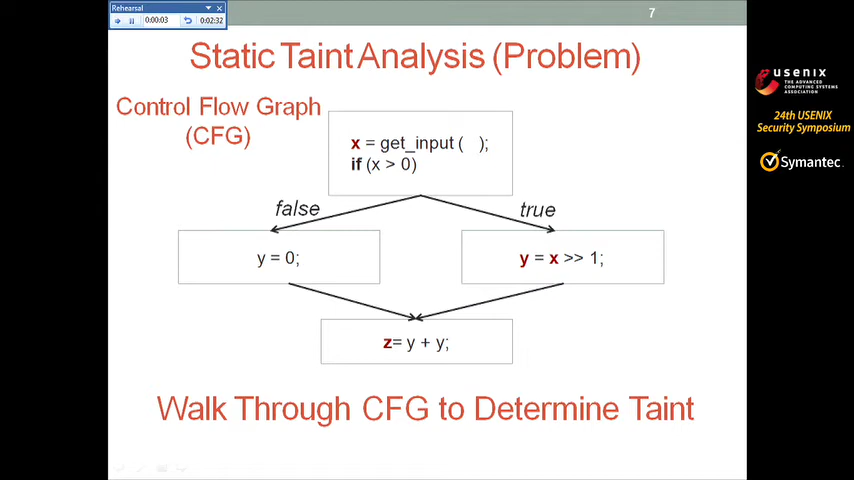 Rehearsal
0:00:03
0:02:32
7
Static Taint Analysis (Problem)
Control Flow Graph
(CFG)
x = get_input ( );
if (x > 0)
false
true
y = 0;
y = x >> 1;
z= y + y;
Walk Through CFG to Determine Taint
usenix
THE ADVANCED
COMPUTING SYSTEMS
ASSOCIATION
24th USENIX
Security Symposium
Symantec.